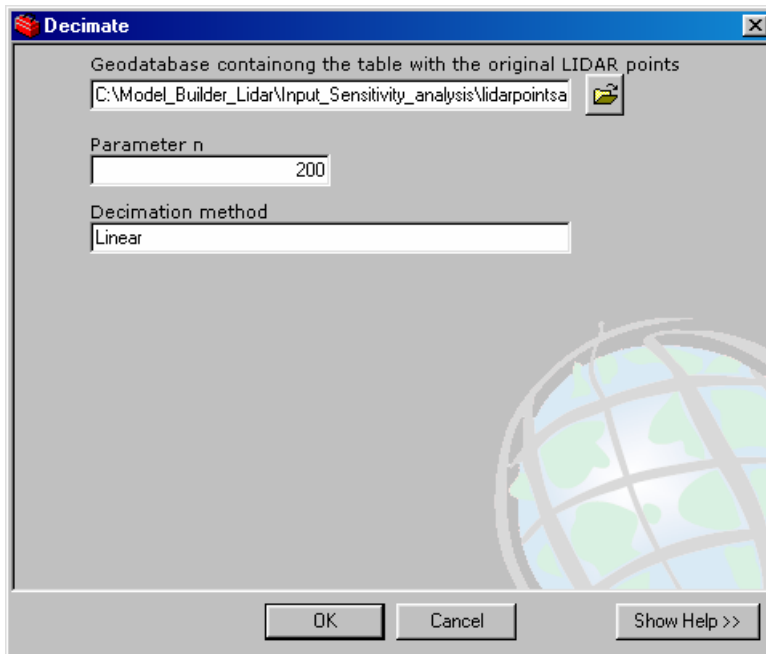 Decimate
Geodatabase containong the table with the original LIDAR points
C:\Model_Builder_Lidar\Input_Sensitivity_analysis\lidarpointsa
Parameter n
200
Decimation method
Linear
OK Cancel Show Help >>